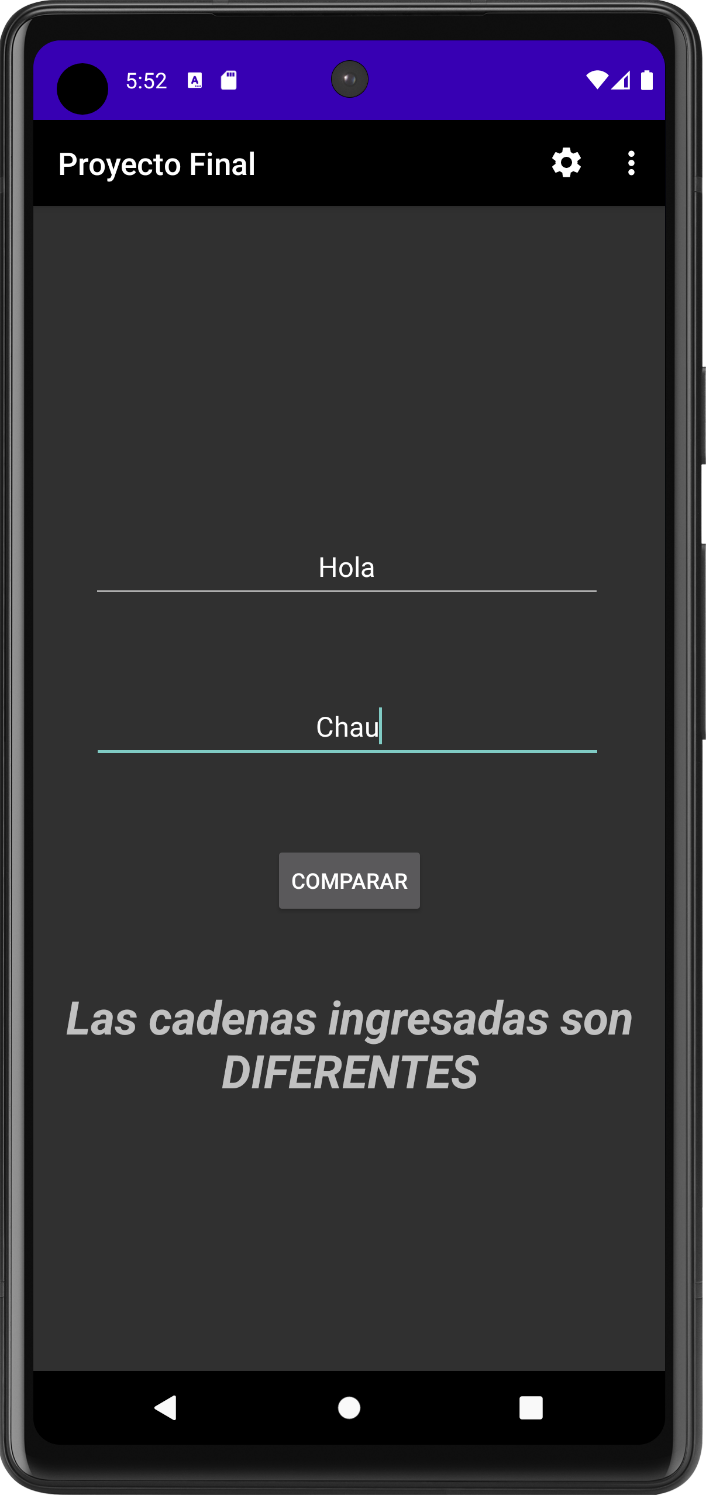 5:52
Proyecto Final
Hola
Chau
COMPARAR
Las cadenas ingresadas son
DIFERENTES